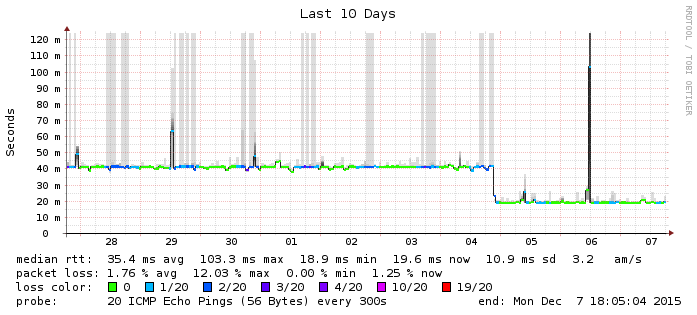 Last 10 Days
RRDTOOL / TOBI OETIKER
Seconds
120 m
110 m
100 m
90 m
80 m
70 m
60 m
50 m
40 m
30 m
20 m
10 m
0
28 29 30 01 02 03 04 05 06 07
median rtt: 35.4 ms avg 103.3 ms max 18.9 ms min 19.6 ms now 10.9 ms sd 3.2 am/s
packet loss: 1.76 % avg 12.03 % max 0.00 % min 1.25 % now
loss color: 0 1/20 2/20 3/20 4/20 10/20 19/20
probe: 20 ICMP Echo Pings (56 Bytes) every 300s end: Mon Dec 7 18:05:04 2015